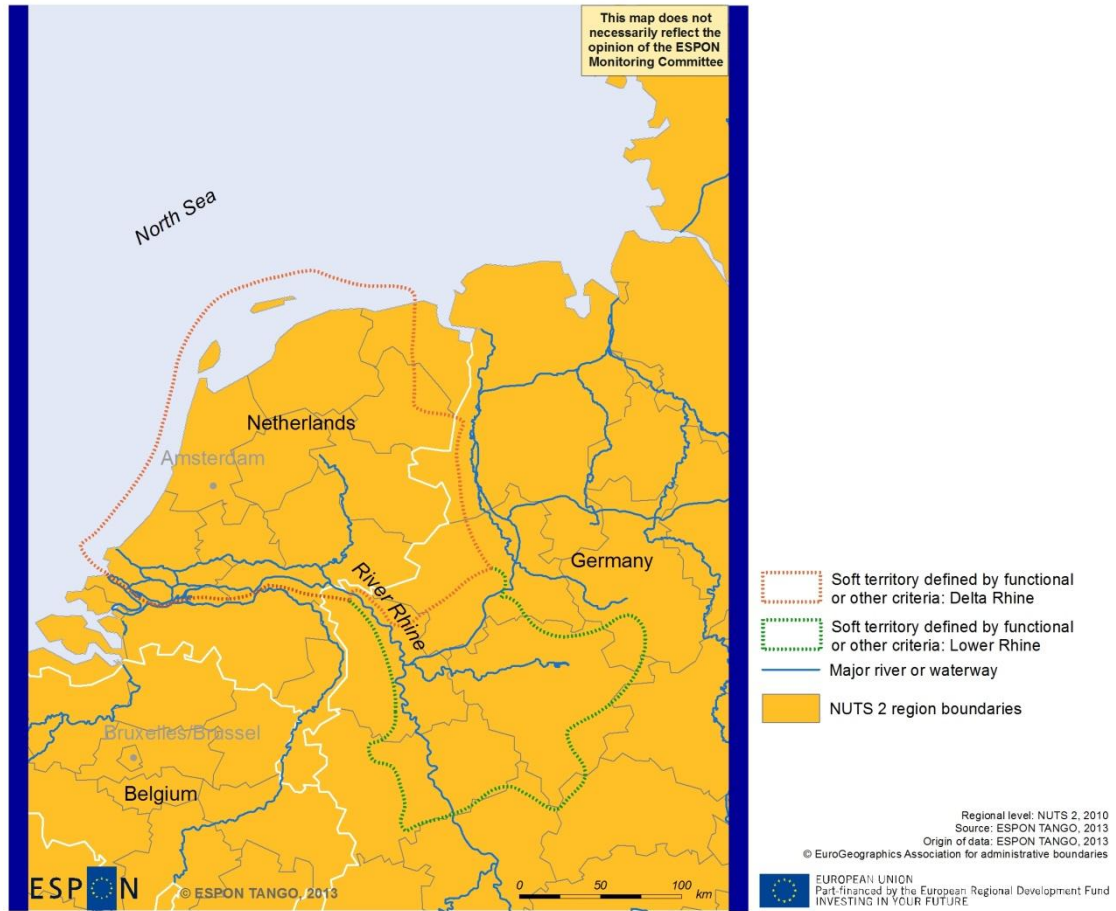 This map does not
necessarily reflect the
opinion of the ESPON
Monitoring Committee
North Sea
Netherlands
Amsterdam
River Rhine
Germany
Bruxelles/Brussel
Belgium
ESPON
© ESPON TANGO, 2013
0 50 100
km
Soft territory defined by functional
or other criteria: Delta Rhine
Soft territory defined by functional
or other criteria: Lower Rhine
Major river or waterway
NUTS 2 region boundaries
Regional level: NUTS 2, 2010
Source: ESPON TANGO, 2013
Origin of data: ESPON TANGO, 2013
© EuroGeographics Association for administrative boundaries
EUROPEAN UNION
Part-financed by the European Regional Development Fund
INVESTING IN YOUR FUTURE